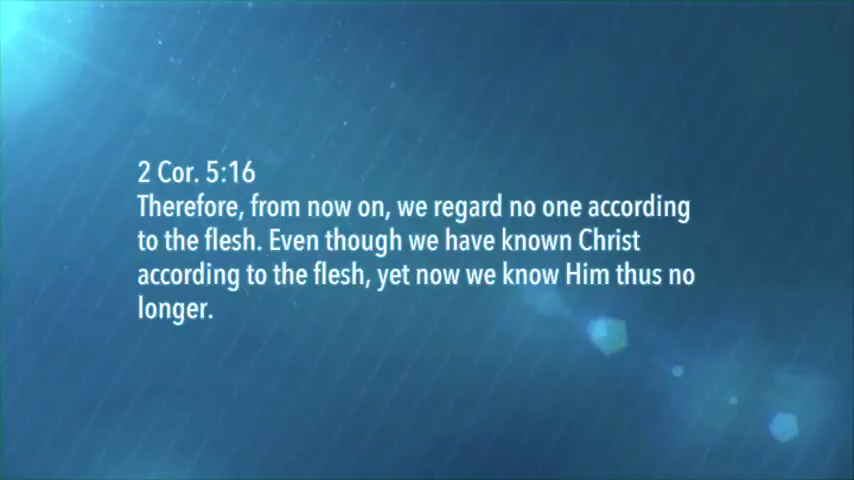 2 Cor. 5:16
Therefore, from now on, we regard no one according
to the flesh. Even though we have known Christ
according to the flesh, yet now we know Him thus no
longer.